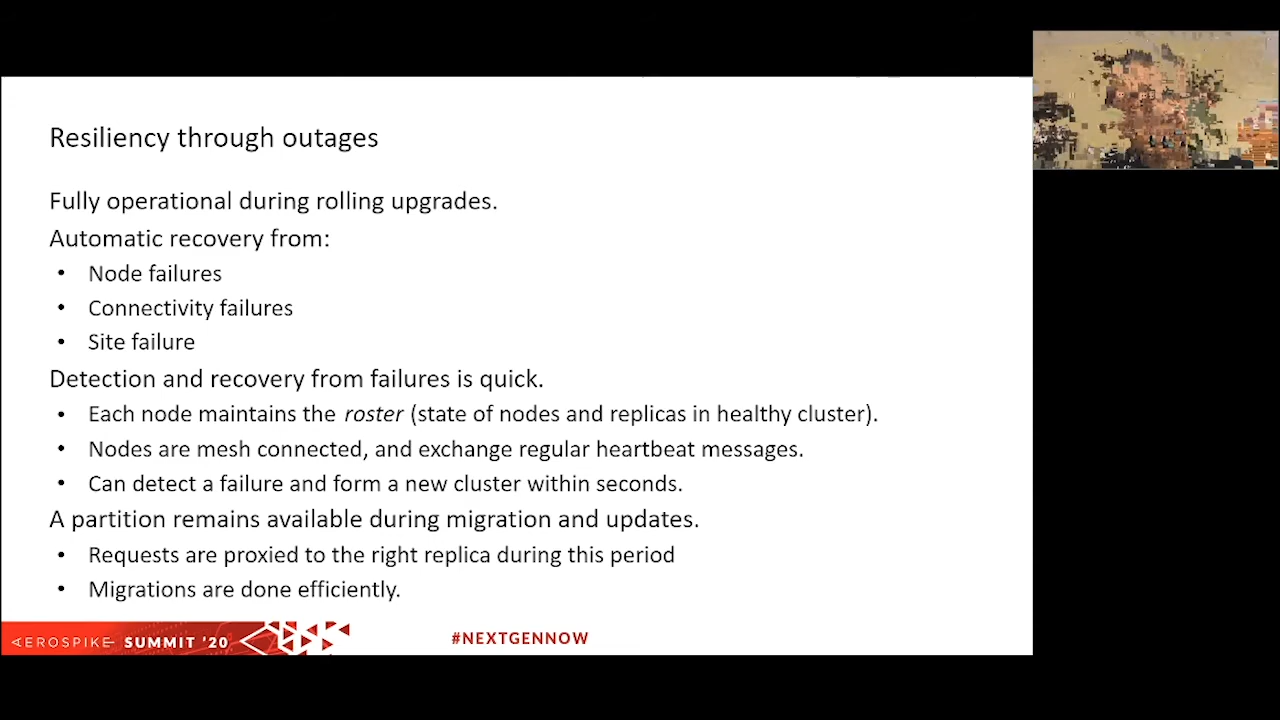 Resiliency through outages
Fully operational during rolling upgrades.
Automatic recovery from:
• Node failures
• Connectivity failures
• Site failure
Detection and recovery from failures is quick.
• Each node maintains the roster (state of nodes and replicas in healthy cluster).
• Nodes are mesh connected, and exchange regular heartbeat messages.
• Can detect a failure and form a new cluster within seconds.
A partition remains available during migration and updates.
• Requests are proxied to the right replica during this period
• Migrations are done efficiently.
AEROSPIKE SUMMIT '20
#NEXTGENNOW